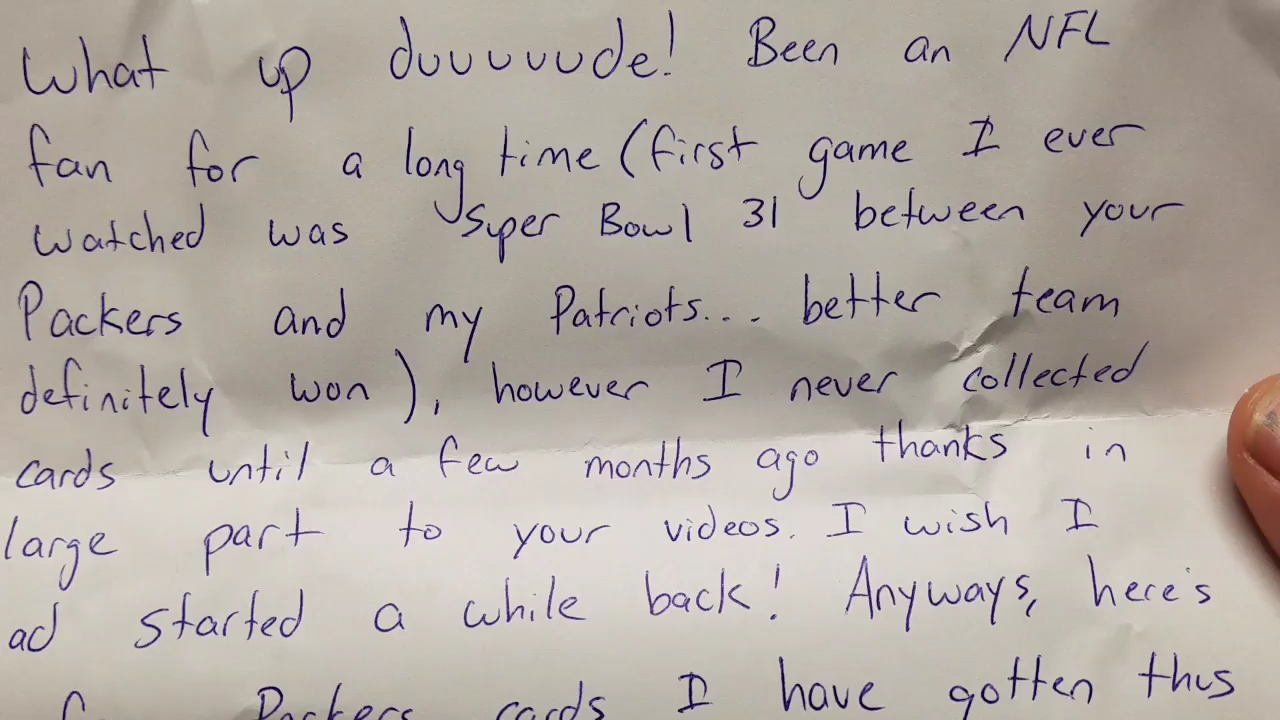 What up duuuuude! Been an NFL
fan for a long time (first game I ever
watched was Super Bowl 31 between your
Packers and my Patriots... better team
definitely won), however I never collected
cards until a few months ago thanks in
large part to your videos. I wish I
ad started a while back! Anyways, here's
Packers cards I have gotten thus